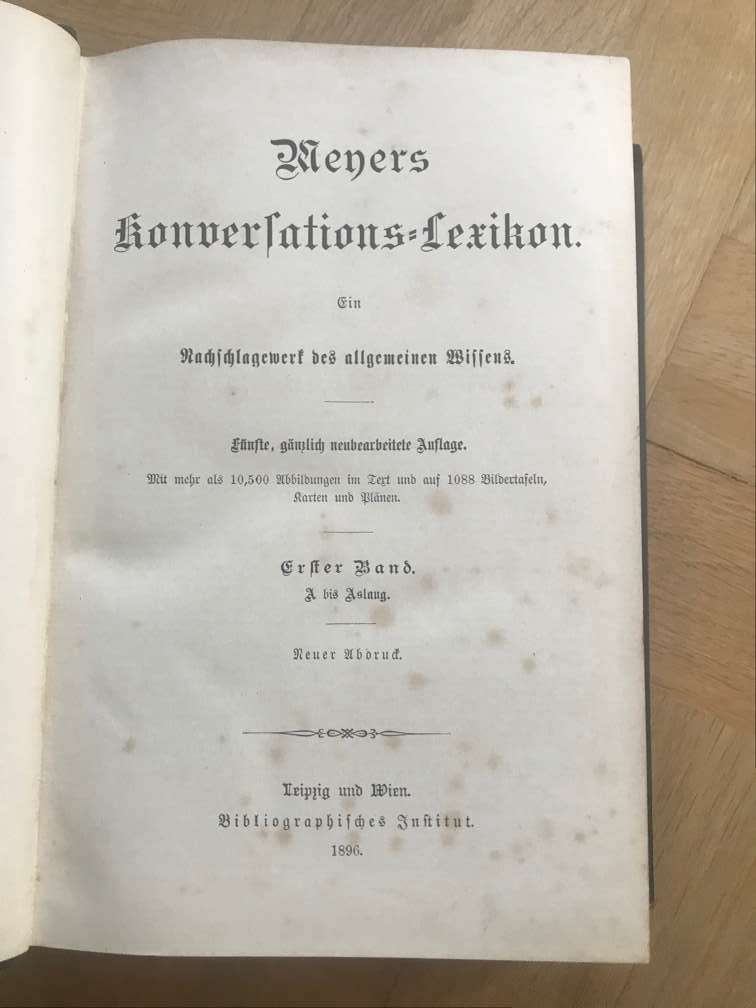 Meyers
Konverſations=Lexikon.
Ein
Nachſchlagewerk des allgemeinen Wiſſens.
Fünfte, gänzlich neubearbeitete Auflage.
Mit mehr als 10,500 Abbildungen im Text und auf 1088 Bildertafeln,
Karten und Plänen.
Erſter Band.
A bis Aslaug.
Neuer Abdruck.
Leipzig und Wien.
Bibliographiſches Inſtitut.
1896.